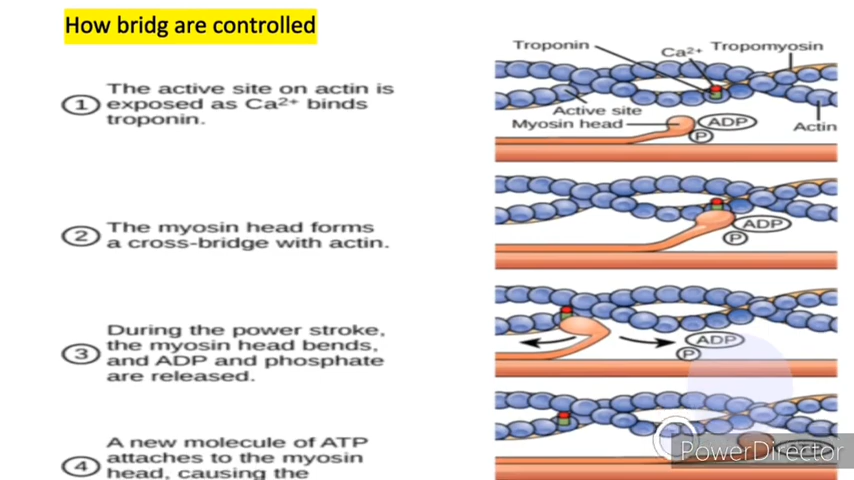 How bridg are controlled
1
The active site on actin is
exposed as Ca2+ binds
troponin.
Troponin
Ca2+
Tropomyosin
Active site
Myosin head
ADP
P
Actin
2
The myosin head forms
a cross-bridge with actin.
ADP
P
3
During the power stroke,
the myosin head bends,
and ADP and phosphate
are released.
ADP
P
4
A new molecule of ATP
attaches to the myosin
head, causing the
PowerDirector